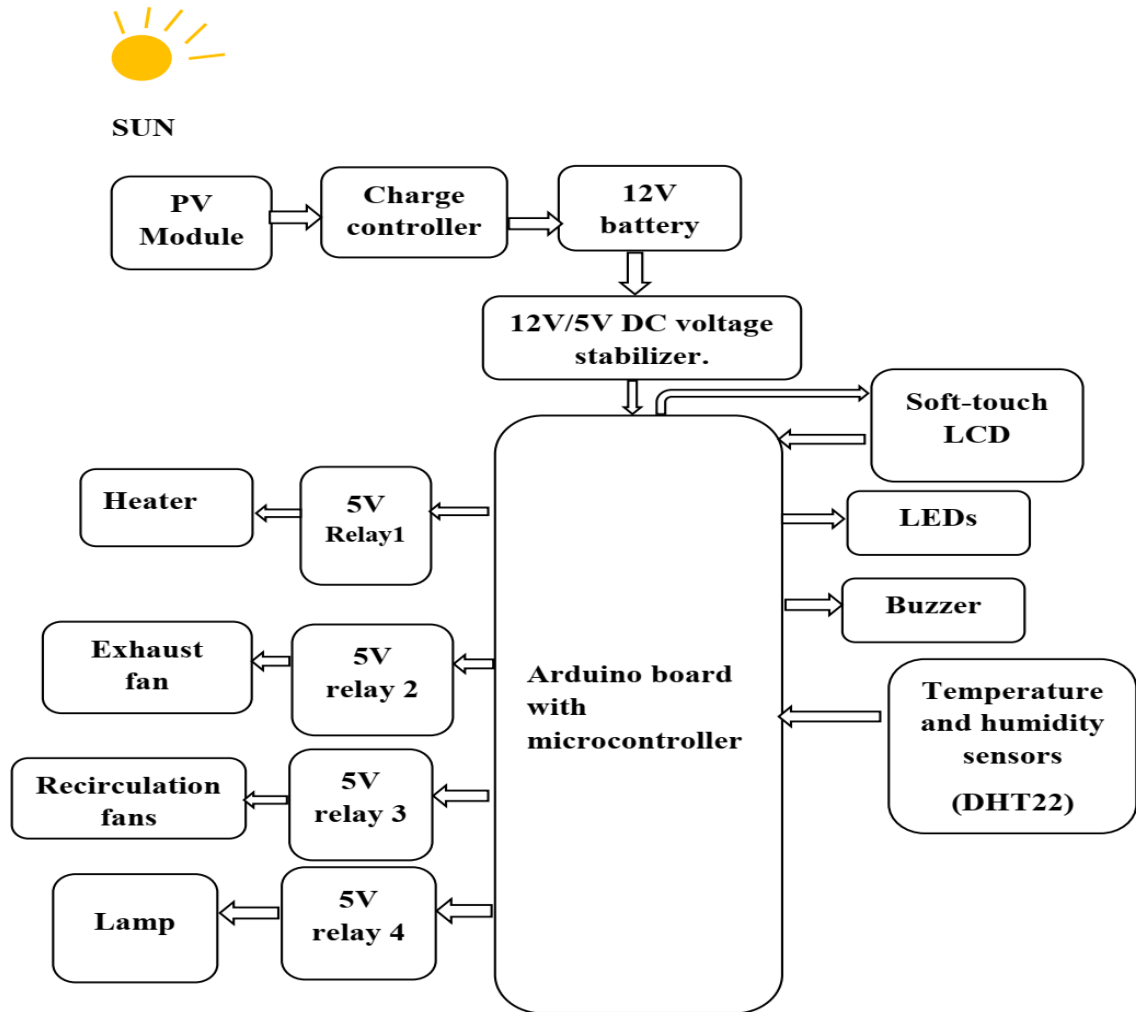 SUN
PV
Module
Charge
controller
12V
battery
12V/5V DC voltage
stabilizer.
Soft-touch
LCD
Heater
5V
Relay1
LEDs
Buzzer
Exhaust
fan
5V
relay 2
Arduino board
with
microcontroller
Temperature
and humidity
sensors
(DHT22)
Recirculation
fans
5V
relay 3
Lamp
5V
relay 4